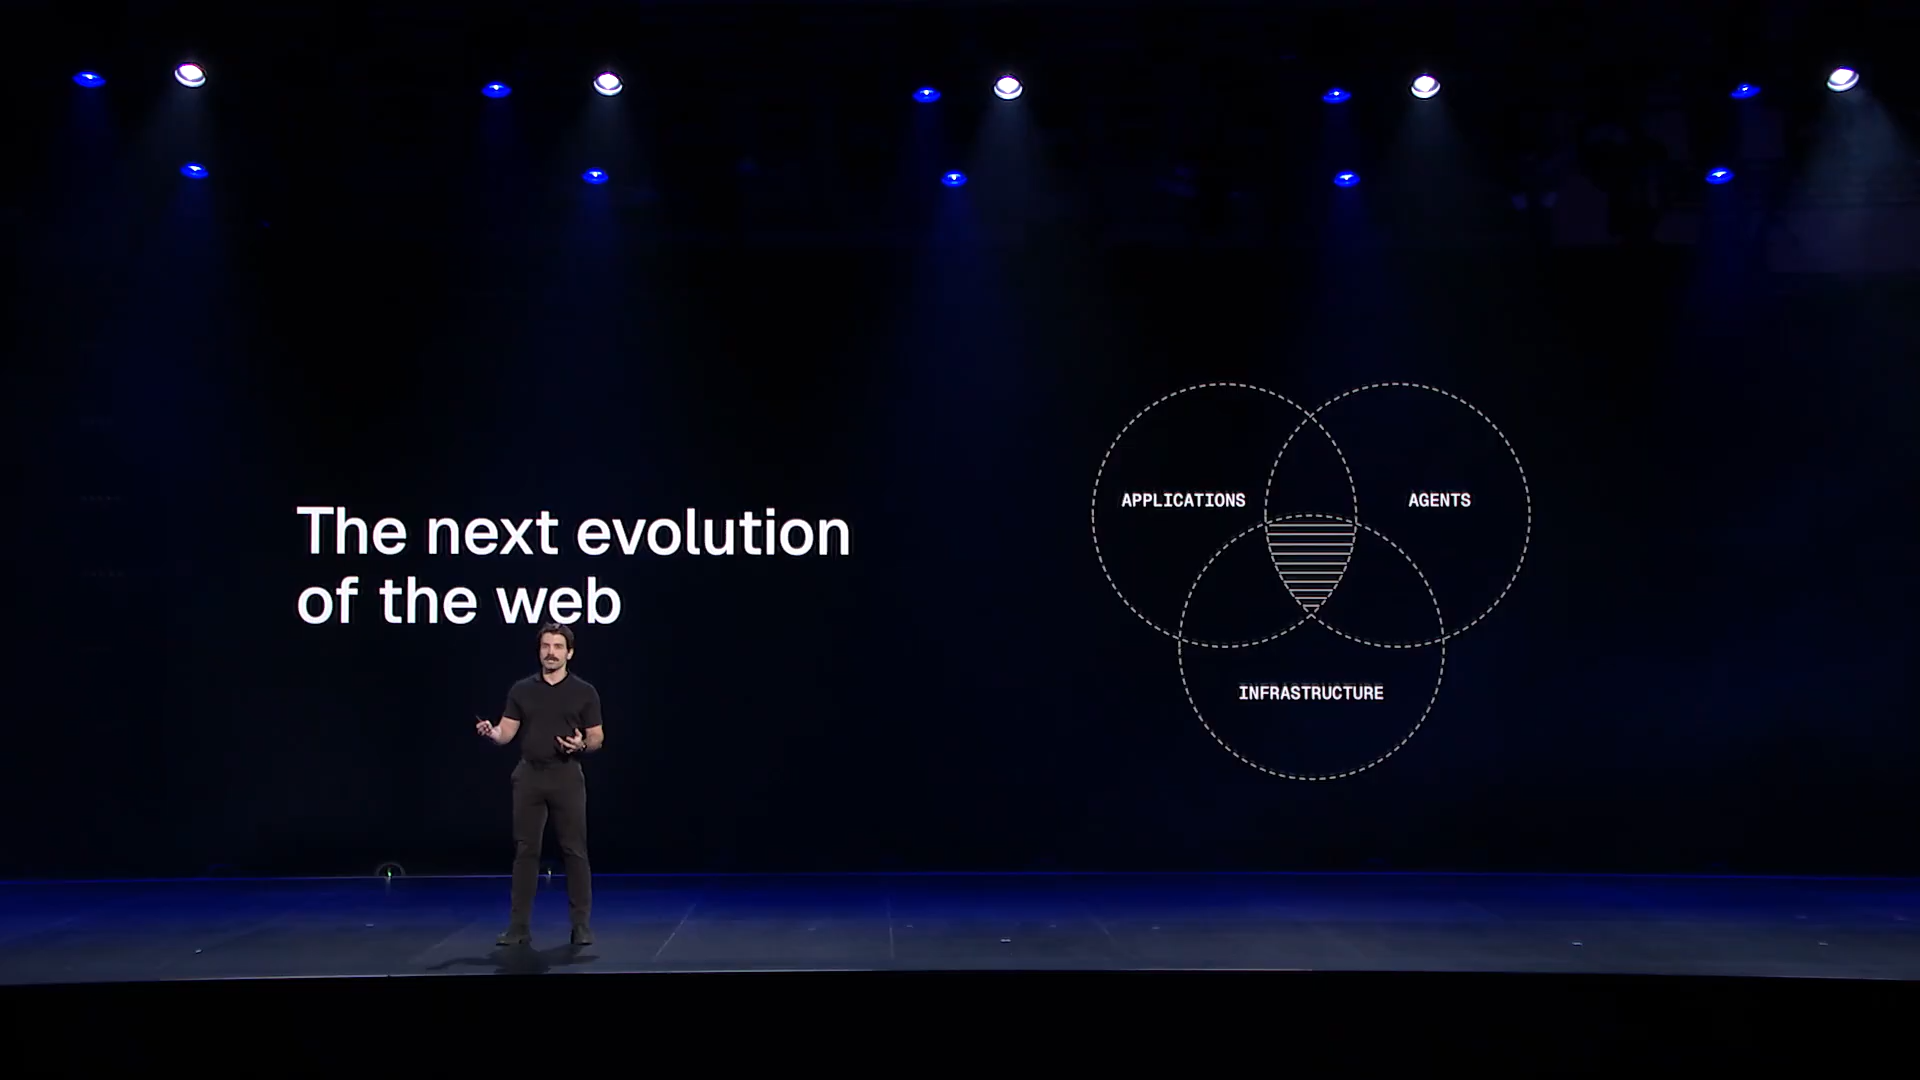 The next evolution
of the web
APPLICATIONS
AGENTS
INFRASTRUCTURE